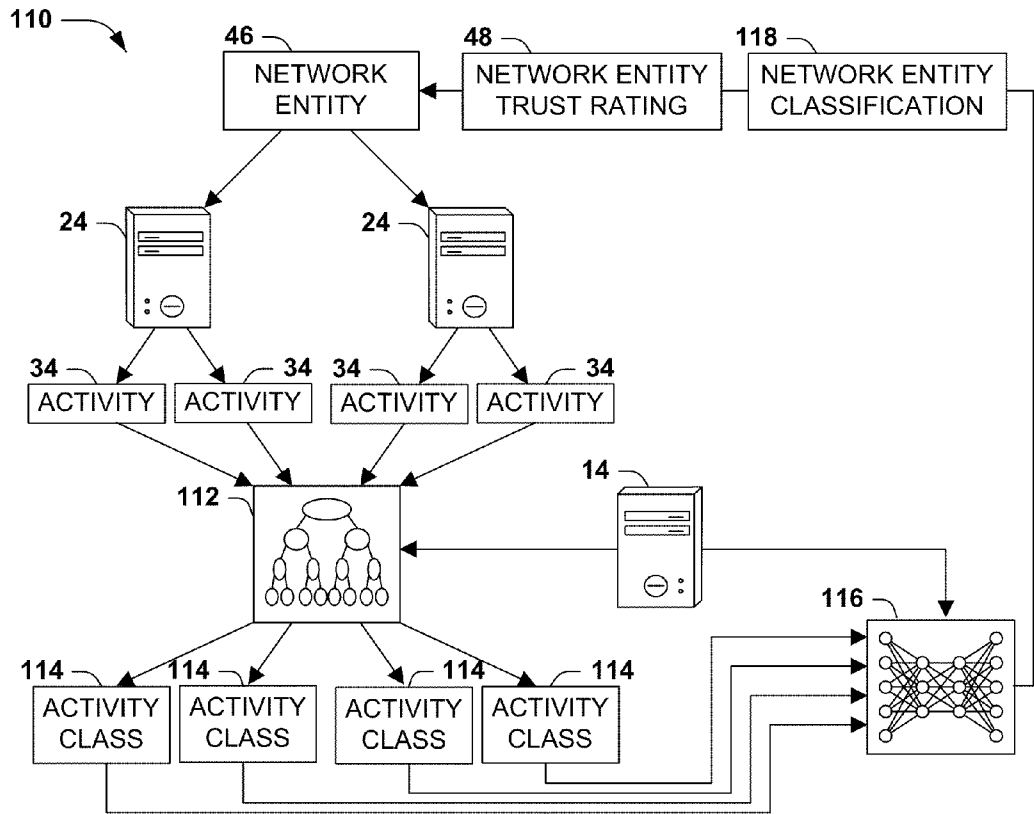 110
46
48
118
NETWORK
ENTITY
NETWORK ENTITY
TRUST RATING
NETWORK ENTITY
CLASSIFICATION
24
24
34
34
34
34
ACTIVITY
ACTIVITY
ACTIVITY
ACTIVITY
112
14
116
114
114
114
114
ACTIVITY
CLASS
ACTIVITY
CLASS
ACTIVITY
CLASS
ACTIVITY
CLASS